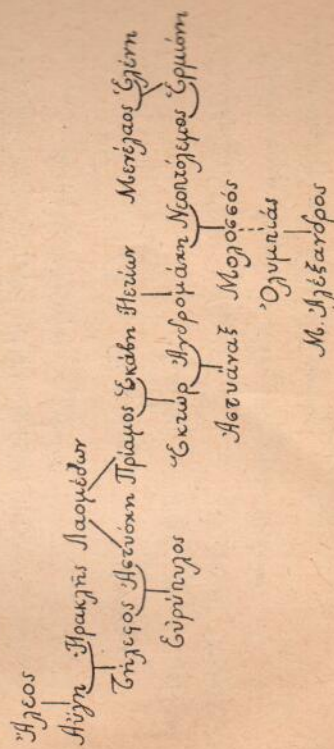 Ἄλεος
Αὔγη Ἡρακλῆς Λαομέδων
Τήλεφος Ἀστυόχη Πρίαμος Ἑκάβη Ἠετίων Μενέλαος Ἑλένη
Εὐρύπυλος Ἕκτωρ Ἀνδρομάχη Νεοπτόλεμος Ἑρμιόνη
Ἀστυάναξ Μολοσσός
Ὀλυμπιάς
Μ. Ἀλέξανδρος